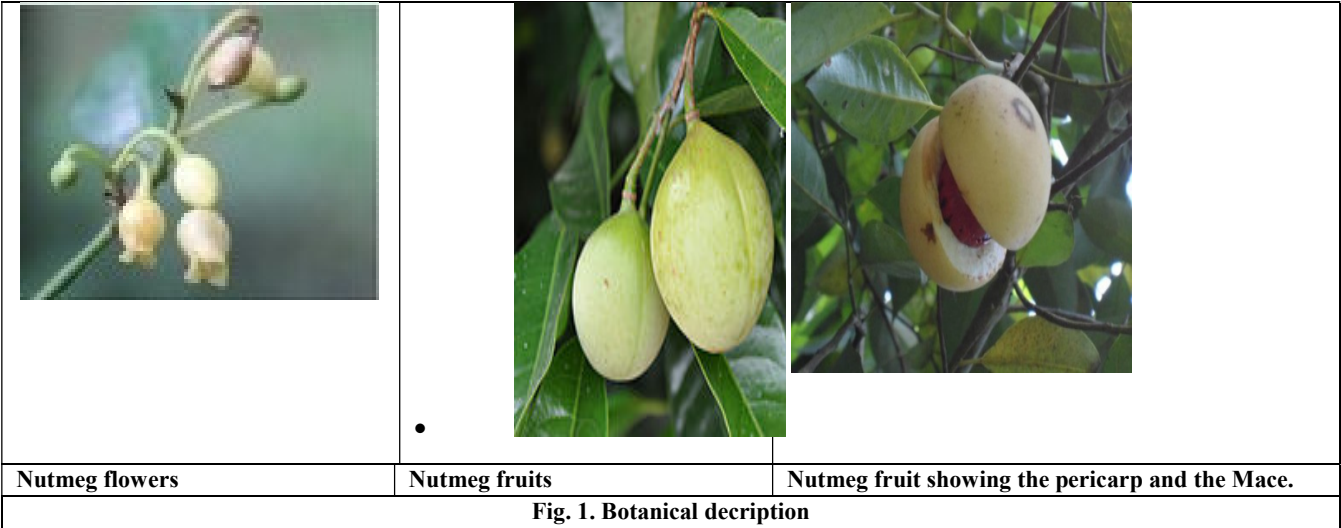 •
Nutmeg flowers
Nutmeg fruits
Nutmeg fruit showing the pericarp and the Mace.
Fig. 1. Botanical decription